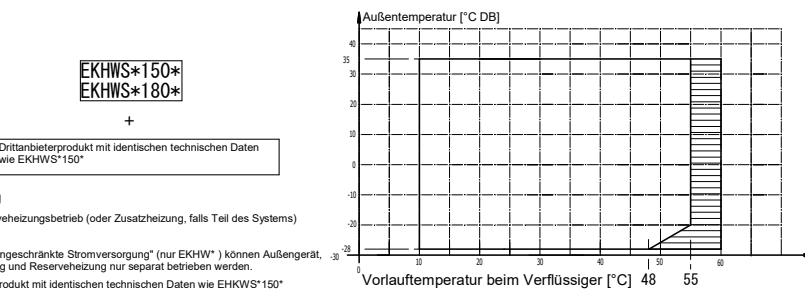 EKHWS*150*
EKHWS*180*
+
Drittanbieterprodukt mit identischen technischen Daten
wie EKHWS*150*
veheizungsbetrieb (oder Zusatzheizung, falls Teil des Systems)
ngeschränkte Stromversorgung" (nur EKHW* ) können Außengerät,
g und Reserveheizung nur separat betrieben werden.
rodukt mit identischen technischen Daten wie EHKWS*150*
Außentemperatur [°C DB]
40
35
30
20
10
0
-10
-20
-28
-30
0
10
20
30
40
50
60
Vorlauftemperatur beim Verflüssiger [°C] 48 55